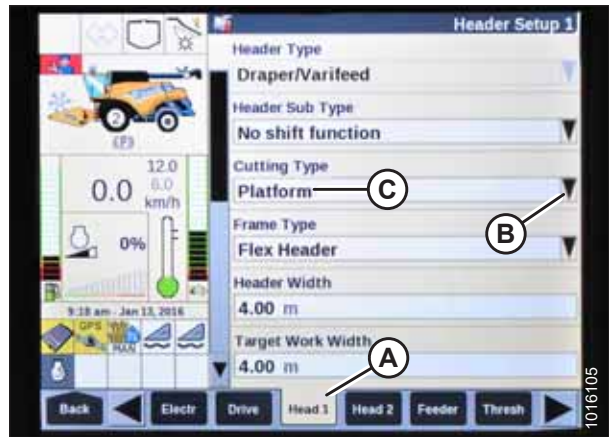 Header Setup 1
Header Type
Draper/Varifeed
Header Sub Type
No shift function
Cutting Type
Platform
C
B
Frame Type
Flex Header
Header Width
4.00 m
Target Work Width
4.00 m
A
2
(F)
12.0
0.0
6.0
km/h
0%
9:18 am - Jan 13, 2016
GPS
MAN
Back
Electr
Drive
Head 1
Head 2
Feeder
Thresh
1016105